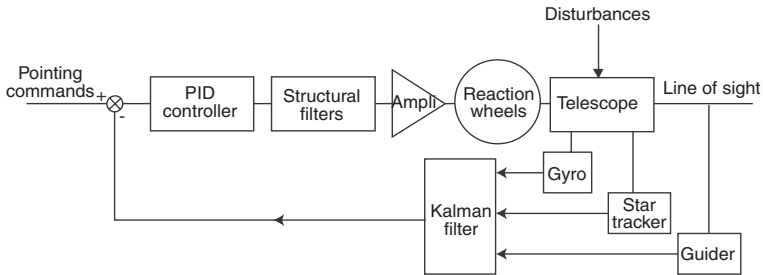 Disturbances
Pointing
commands
+
-
PID
controller
Structural
filters
Ampli
Reaction
wheels
Telescope
Line of sight
Gyro
Star
tracker
Guider
Kalman
filter